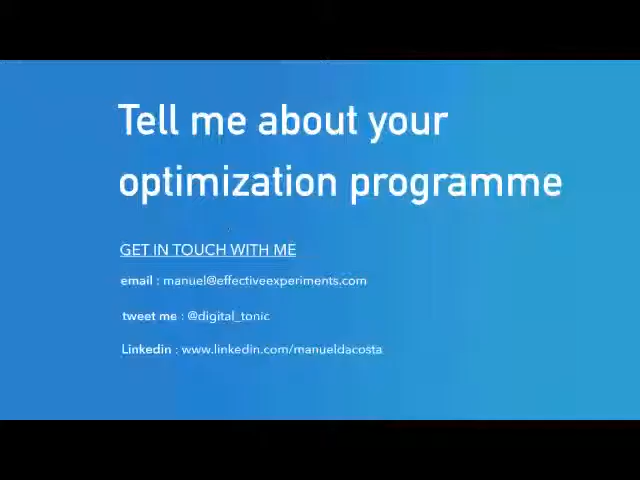 Tell me about your
optimization programme
GET IN TOUCH WITH ME
email : manuel@effectiveexperiments.com
tweet me : @digital_tonic
Linkedin : www.linkedin.com/manueldacosta